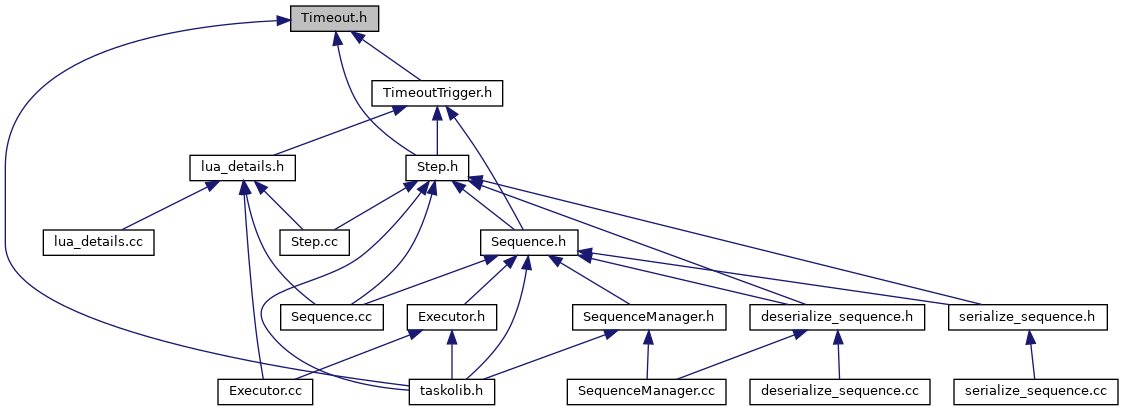 Timeout.h
TimeoutTrigger.h
lua_details.h
Step.h
lua_details.cc
Step.cc
Sequence.h
Sequence.cc
Executor.h
SequenceManager.h
deserialize_sequence.h
serialize_sequence.h
Executor.cc
taskolib.h
SequenceManager.cc
deserialize_sequence.cc
serialize_sequence.cc